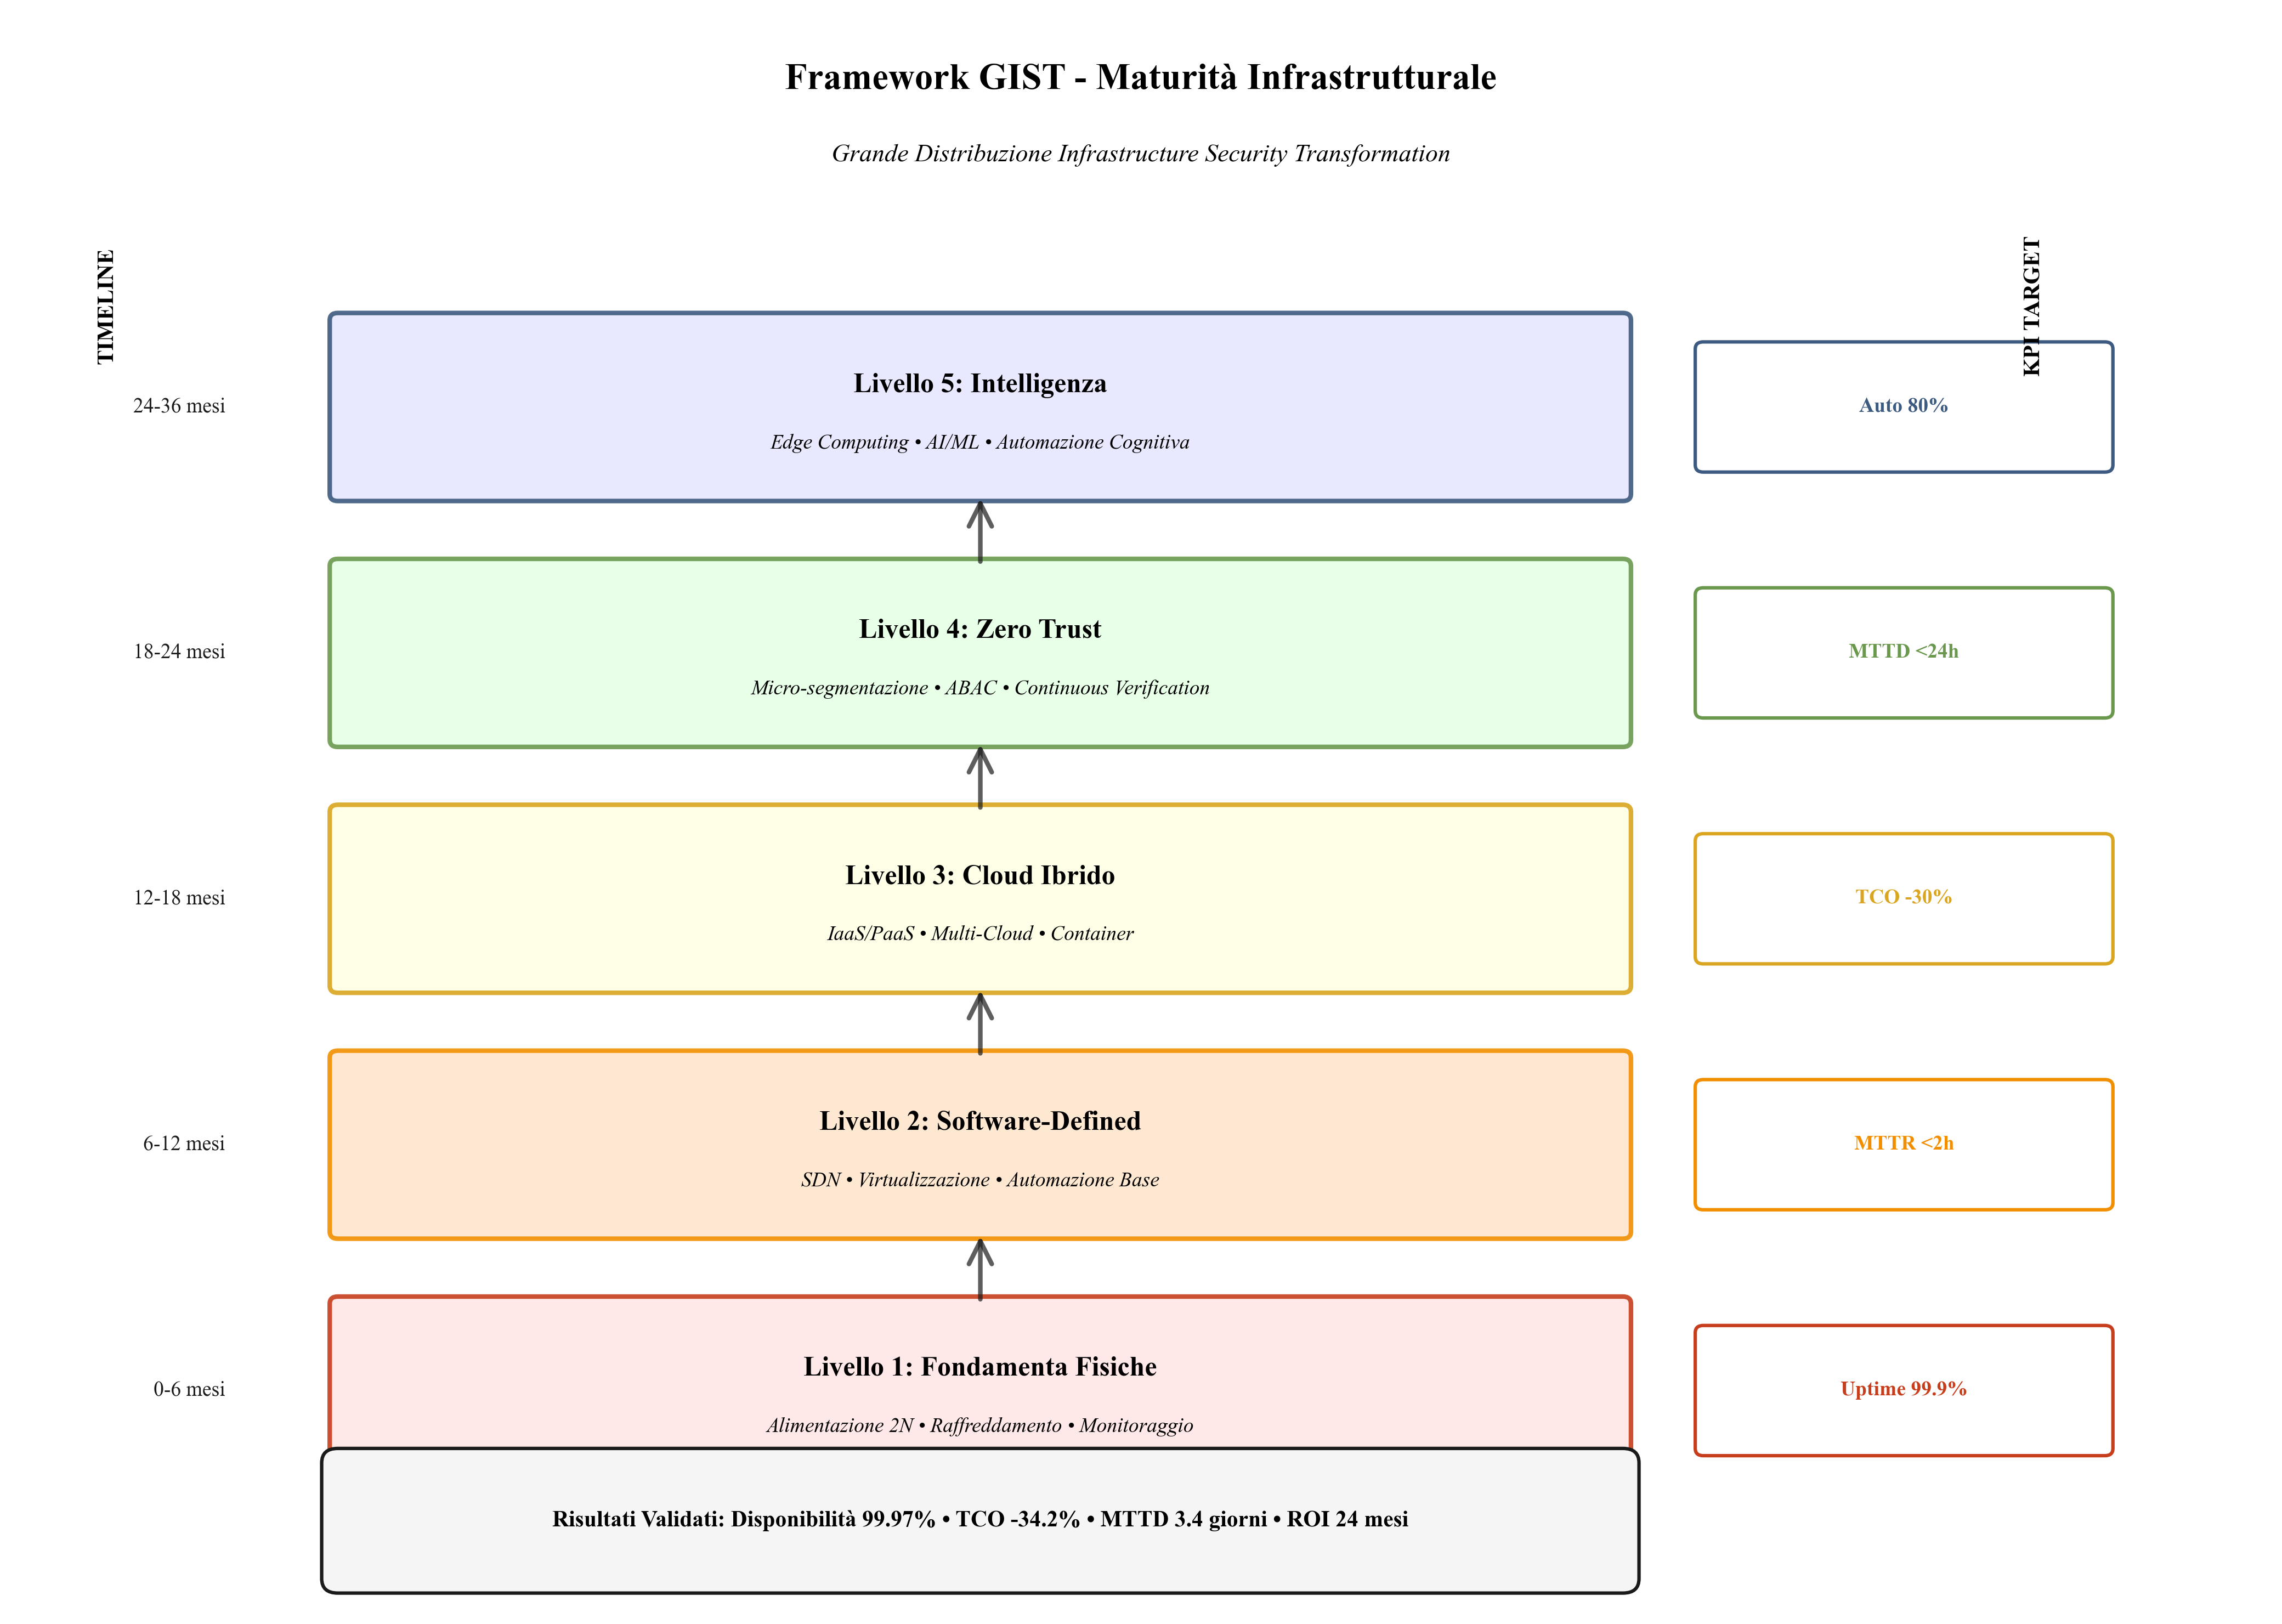 Framework GIST - Maturità Infrastrutturale
Grande Distribuzione Infrastructure Security Transformation
TIMELINE
KPI TARGET
24-36 mesi
Livello 5: Intelligenza
Edge Computing • AI/ML • Automazione Cognitiva
Auto 80%
18-24 mesi
Livello 4: Zero Trust
Micro-segmentazione • ABAC • Continuous Verification
MTTD <24h
12-18 mesi
Livello 3: Cloud Ibrido
IaaS/PaaS • Multi-Cloud • Container
TCO -30%
6-12 mesi
Livello 2: Software-Defined
SDN • Virtualizzazione • Automazione Base
MTTR <2h
0-6 mesi
Livello 1: Fondamenta Fisiche
Alimentazione 2N • Raffreddamento • Monitoraggio
Uptime 99.9%
Risultati Validati: Disponibilità 99.97% • TCO -34.2% • MTTD 3.4 giorni • ROI 24 mesi